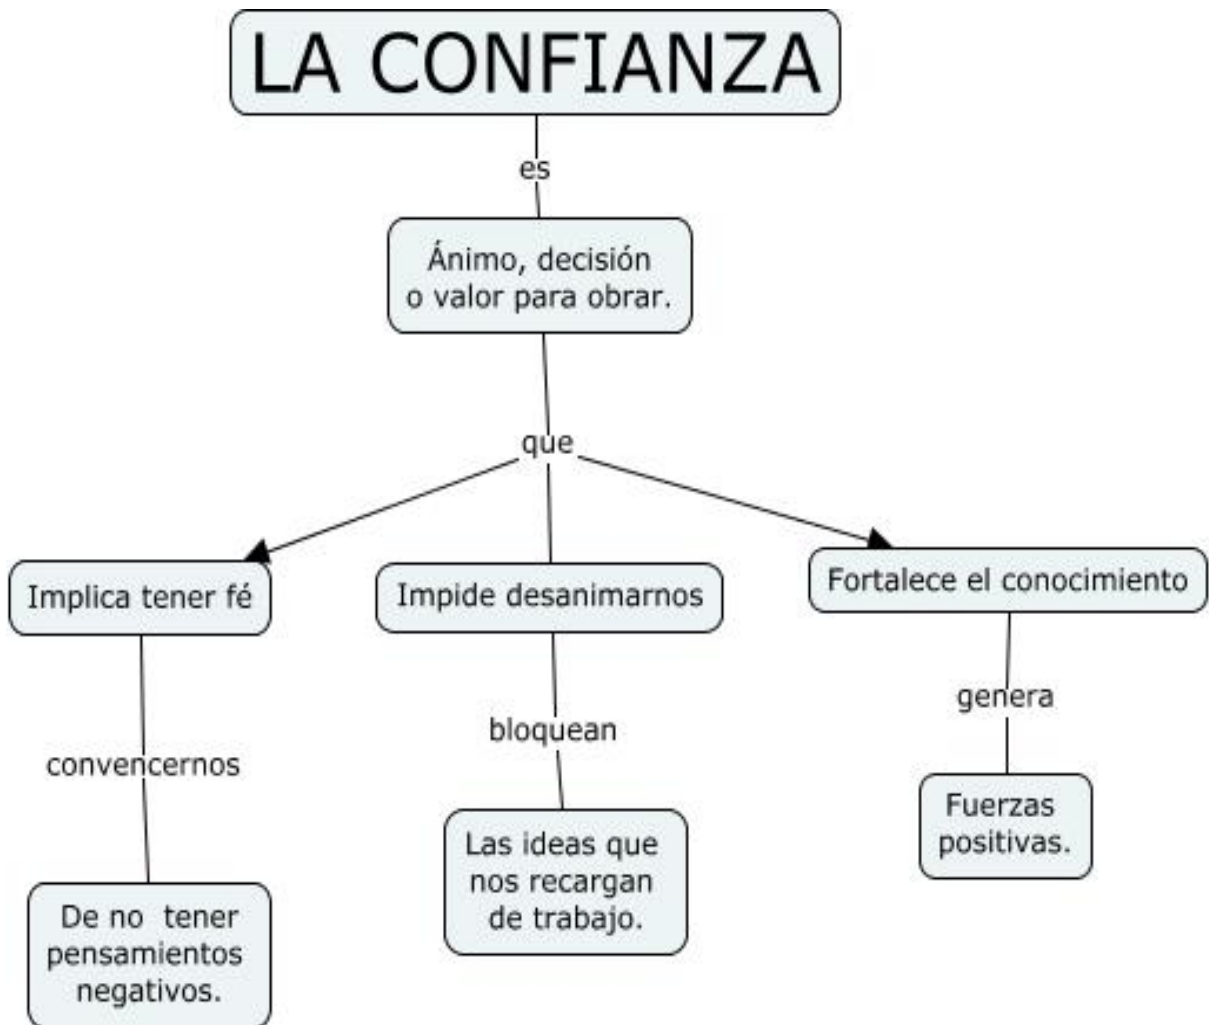 LA CONFIANZA
es
Ánimo, decisión
o valor para obrar.
que
Implica tener fé
Impide desanimarnos
Fortalece el conocimiento
convencernos
bloquean
genera
De no tener
pensamientos
negativos.
Las ideas que
nos recargan
de trabajo.
Fuerzas
positivas.